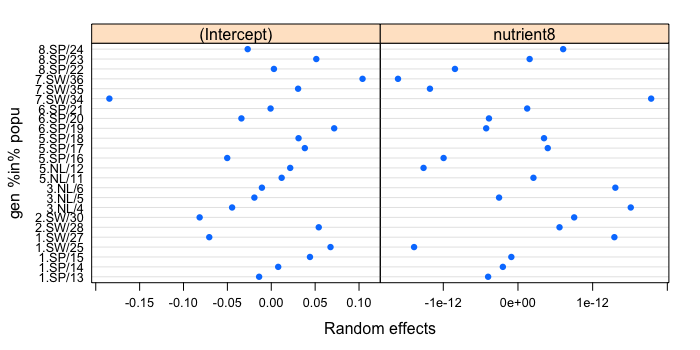 (Intercept)
nutrient8
gen %in% popu
8.SP/24
8.SP/23
8.SP/22
7.SW/36
7.SW/35
7.SW/34
6.SP/21
6.SP/20
6.SP/19
5.SP/18
5.SP/17
5.SP/16
5.NL/12
5.NL/11
3.NL/6
3.NL/5
3.NL/4
2.SW/30
2.SW/28
1.SW/27
1.SW/25
1.SP/15
1.SP/14
1.SP/13
-0.15 -0.10 -0.05 0.00 0.05 0.10
-1e-12 0e+00 1e-12
Random effects